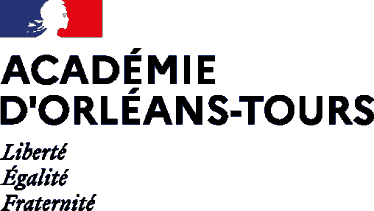 ACADÉMIE
D'ORLÉANS-TOURS
Liberté
Égalité
Fraternité